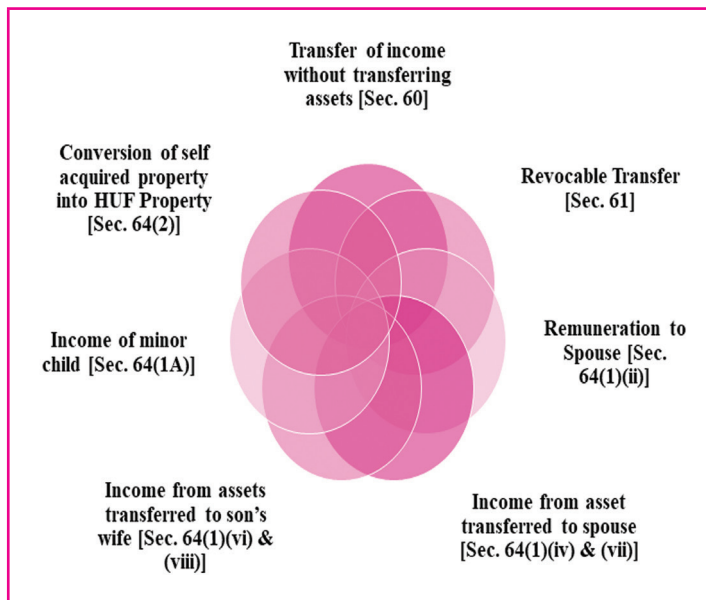 Transfer of income
without transferring
assets [Sec. 60]
Revocable Transfer
[Sec. 61]
Remuneration to
Spouse [Sec.
64(1)(ii)]
Income from asset
transferred to spouse
[Sec. 64(1)(iv) & (vii)]
Income from assets
transferred to son's
wife [Sec. 64(1)(vi) &
(viii)]
Income of minor
child [Sec. 64(1A)]
Conversion of self
acquired property
into HUF Property
[Sec. 64(2)]